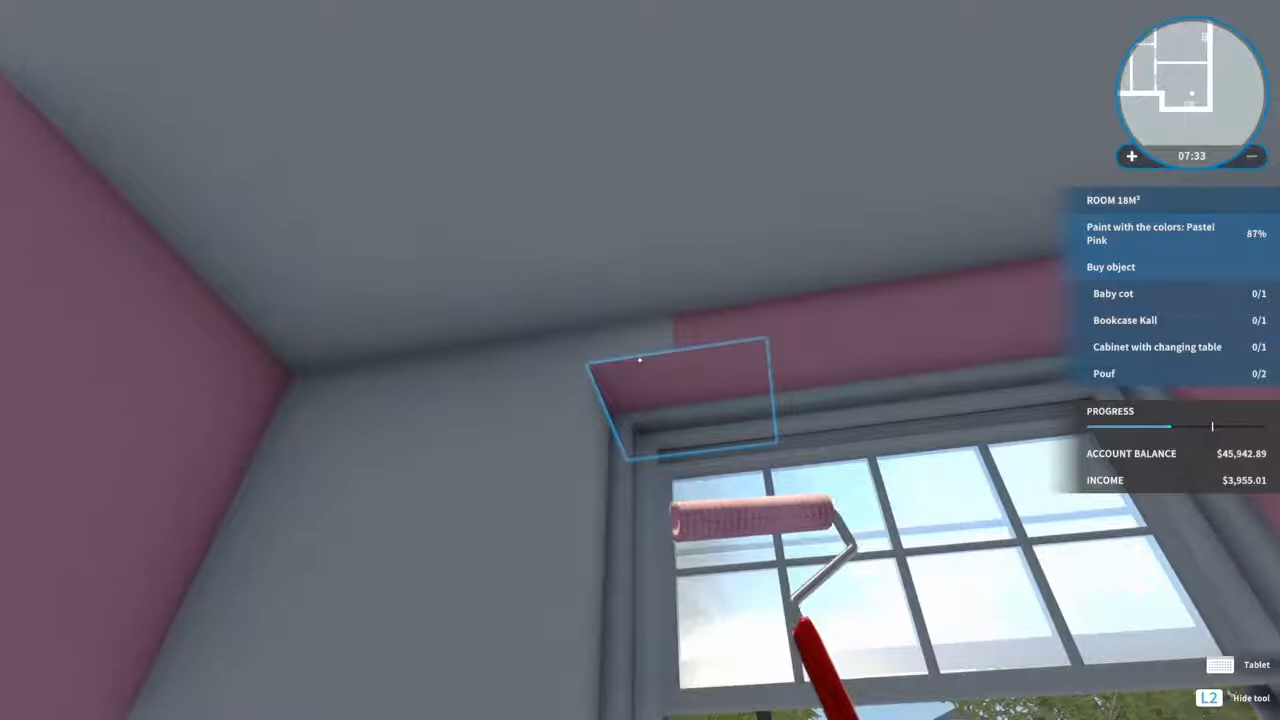 07:33
ROOM 18M²
Paint with the colors: Pastel 87%
Pink
Buy object
Baby cot 0/1
Bookcase Kall 0/1
Cabinet with changing table 0/1
Pouf 0/2
PROGRESS
ACCOUNT BALANCE $45,942.89
INCOME $3,955.01
Tablet
L2 Hide tool